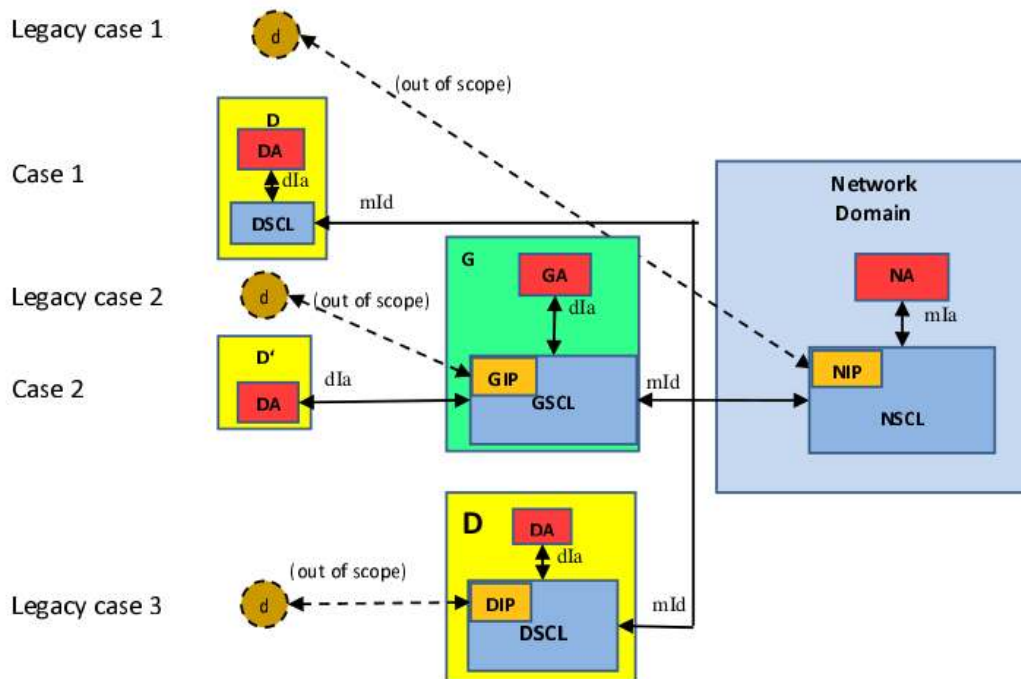 Legacy case 1
d
(out of scope)
D
DA
dIa
DSCL
Case 1
mId
Network
Domain
G
GA
dIa
NA
mIa
Legacy case 2
d
(out of scope)
D'
DA
Case 2
dIa
GIP
GSCL
mId
NIP
NSCL
D
DA
dIa
(out of scope)
Legacy case 3
d
DIP
DSCL
mId